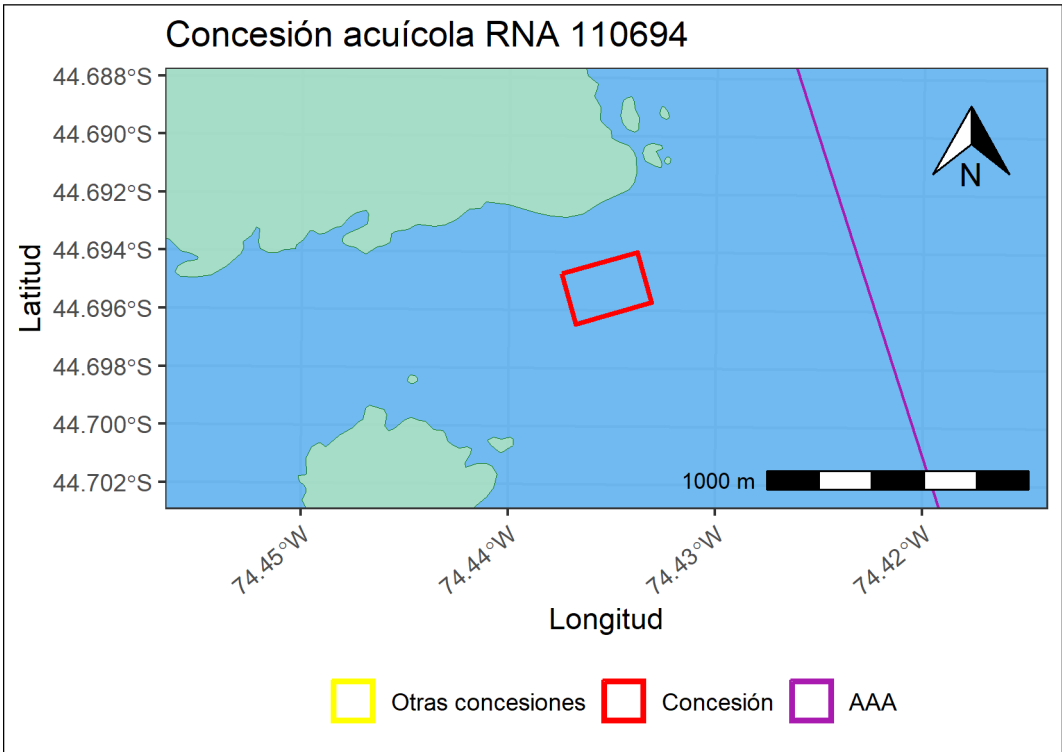 Concesión acuícola RNA 110694
44.688°S
44.690°S
44.692°S
44.694°S
44.696°S
44.698°S
44.700°S
44.702°S
Latitud
N
1000 m
74.45°W
74.44°W
74.43°W
74.42°W
Longitud
Otras concesiones
Concesión
AAA